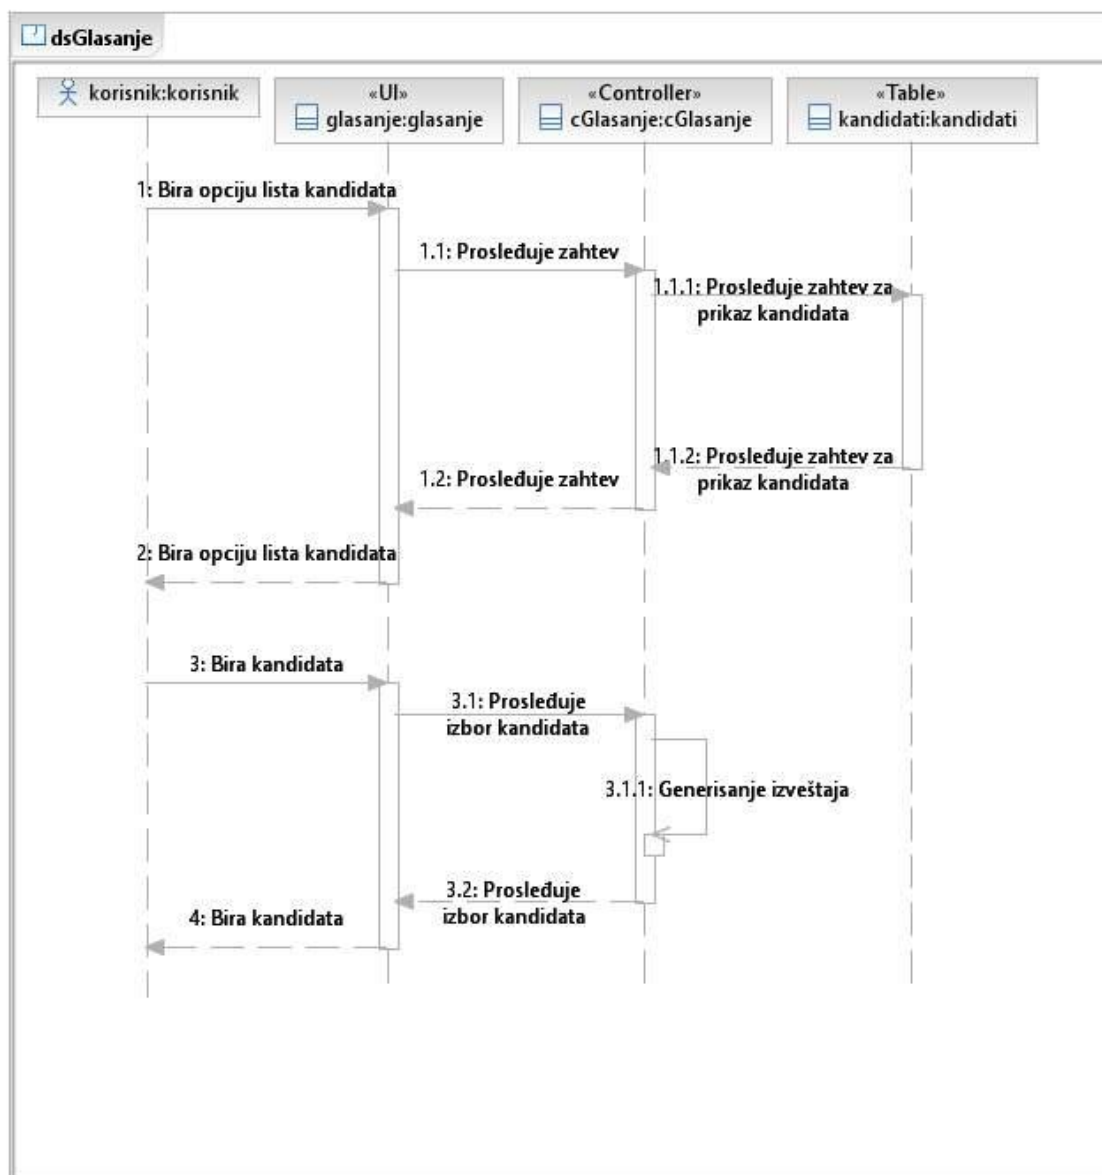 dsGlasanje
korisnik:korisnik
«UI»
glasanje:glasanje
«Controller»
cGlasanje:cGlasanje
«Table»
kandidati:kandidati
1: Bira opciju lista kandidata
1.1: Prosleđuje zahtev
1.1.1: Prosleđuje zahtev za
prikaz kandidata
1.1.2: Prosleđuje zahtev za
prikaz kandidata
1.2: Prosleđuje zahtev
2: Bira opciju lista kandidata
3: Bira kandidata
3.1: Prosleđuje
izbor kandidata
3.1.1: Generisanje izveštaja
3.2: Prosleđuje
izbor kandidata
4: Bira kandidata